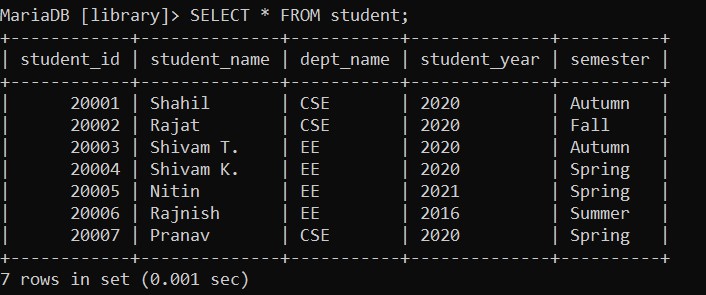 MariaDB [library]> SELECT * FROM student;
+------------+--------------+-----------+--------------+----------+
| student_id | student_name | dept_name | student_year | semester |
+------------+--------------+-----------+--------------+----------+
|      20001 | Shahil       | CSE       | 2020         | Autumn   |
|      20002 | Rajat        | CSE       | 2020         | Fall     |
|      20003 | Shivam T.    | EE        | 2020         | Autumn   |
|      20004 | Shivam K.    | EE        | 2020         | Spring   |
|      20005 | Nitin        | EE        | 2021         | Spring   |
|      20006 | Rajnish      | EE        | 2016         | Summer   |
|      20007 | Pranav       | CSE       | 2020         | Spring   |
+------------+--------------+-----------+--------------+----------+
7 rows in set (0.001 sec)